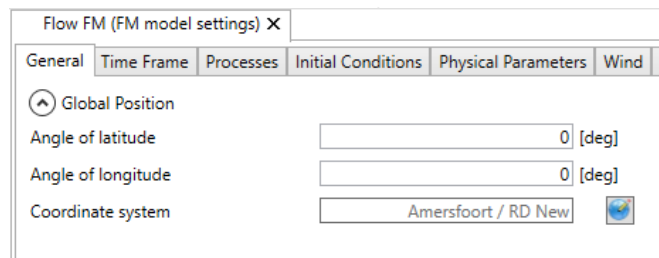 Flow FM (FM model settings) X
General Time Frame Processes Initial Conditions Physical Parameters Wind
Global Position
Angle of latitude 0 [deg]
Angle of longitude 0 [deg]
Coordinate system Amersfoort / RD New